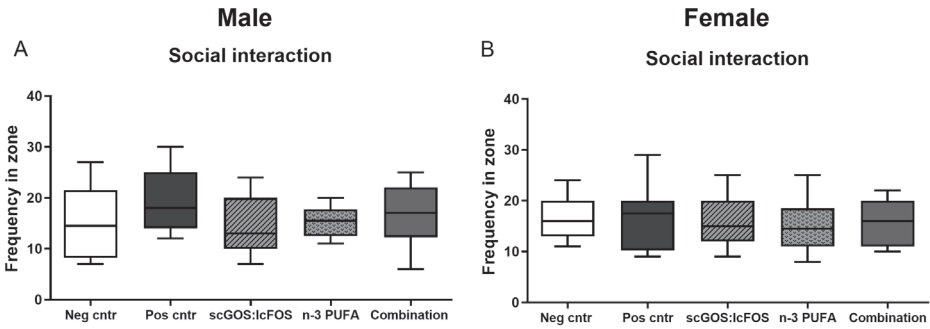 Male
A
Social interaction
Frequency in zone
40
30
20
10
0
Neg cntr Pos cntr scGOS:lcFOS n-3 PUFA Combination
Female
B
Social interaction
Frequency in zone
40
30
20
10
0
Neg cntr Pos cntr scGOS:lcFOS n-3 PUFA Combination